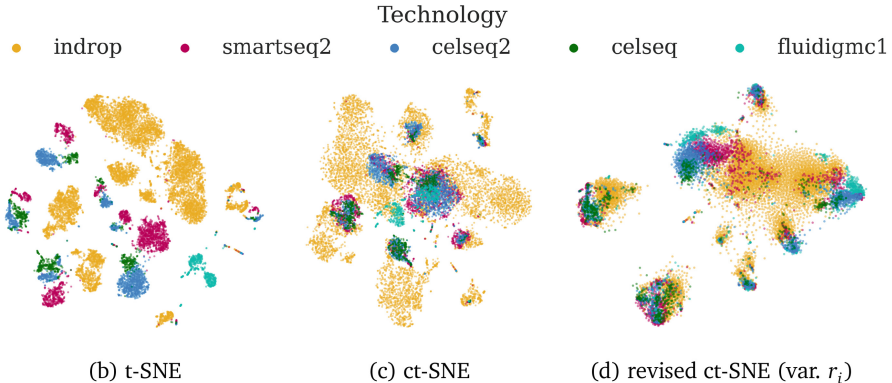 Technology
indrop smartseq2 celseq2 celseq fluidigmc1
(b) t-SNE (c) ct-SNE (d) revised ct-SNE (var. rᵢ)